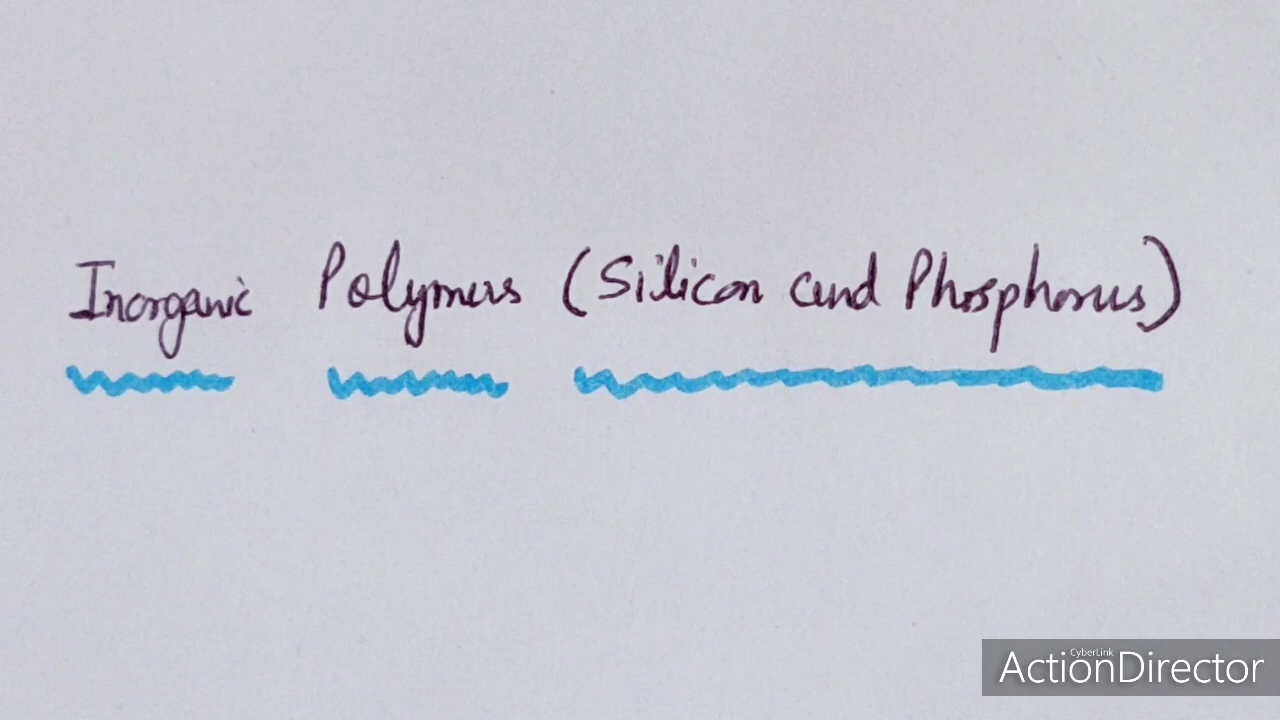 Inorganic Polymers (Silicon and Phosphorus)
CyberLink
ActionDirector